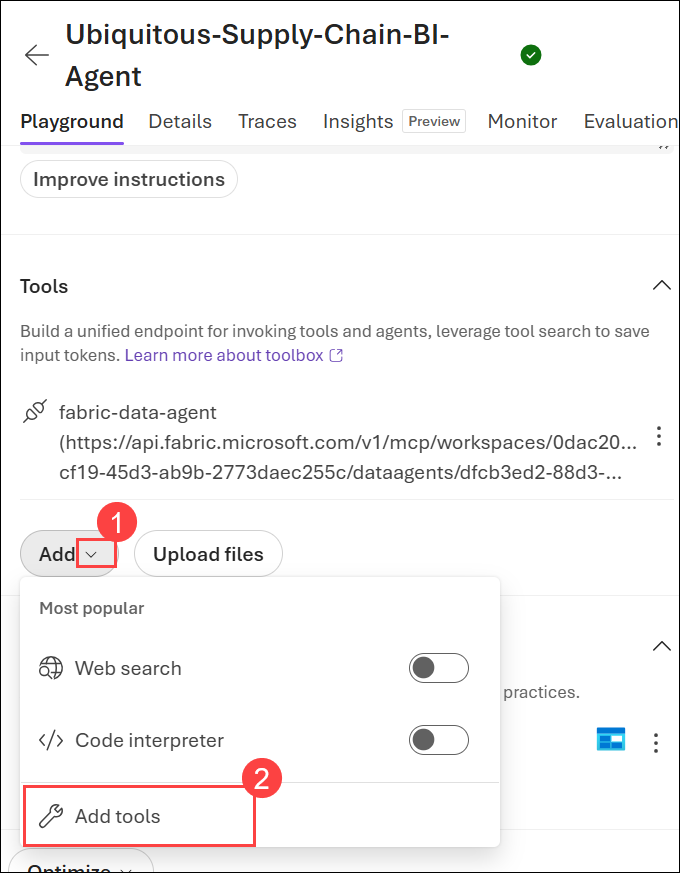 Ubiquitous-Supply-Chain-BI-
Agent
Playground Details Traces Insights Preview Monitor Evaluation
Improve instructions
Tools
Build a unified endpoint for invoking tools and agents, leverage tool search to save
input tokens. Learn more about toolbox
fabric-data-agent
(https://api.fabric.microsoft.com/v1/mcp/workspaces/0dac20...
cf19-45d3-ab9b-2773daec255c/dataagents/dfcb3ed2-88d3-...
1
Add Upload files
Most popular
Web search
practices.
Code interpreter
2
Add tools
Optimize